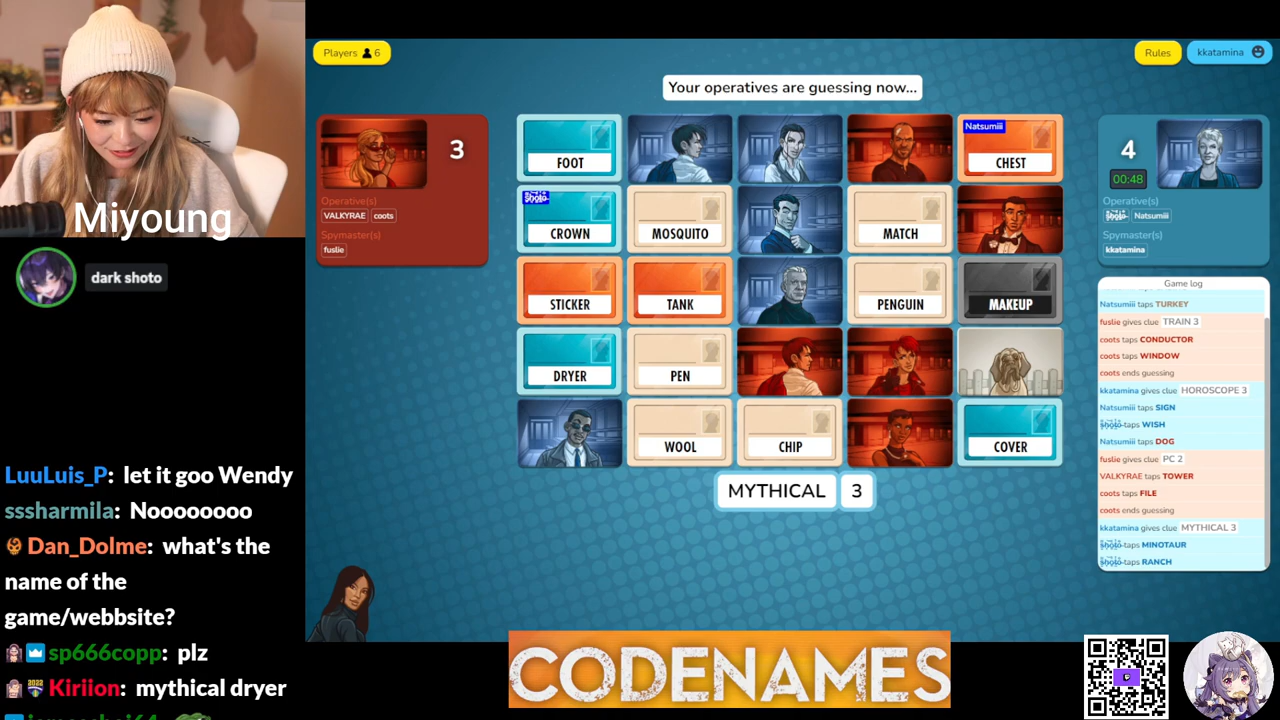 Players 6
Rules
kkatamina
Your operatives are guessing now...
3
Operative(s)
VALKYRAE coots
Spymaster(s)
fuslie
FOOT
Natsumiii
CHEST
shoto
CROWN
MOSQUITO
MATCH
STICKER
TANK
PENGUIN
MAKEUP
DRYER
PEN
WOOL
CHIP
COVER
MYTHICAL 3
4
00:48
Operative(s)
shoto Natsumiii
Spymaster(s)
kkatamina
Game log
Natsumiii taps TURKEY
fuslie gives clue TRAIN 3
coots taps CONDUCTOR
coots taps WINDOW
coots ends guessing
kkatamina gives clue HOROSCOPE 3
Natsumiii taps SIGN
shoto taps WISH
Natsumiii taps DOG
fuslie gives clue PC 2
VALKYRAE taps TOWER
coots taps FILE
coots ends guessing
kkatamina gives clue MYTHICAL 3
shoto taps MINOTAUR
shoto taps RANCH
Miyoung
dark shoto
LuuLuis_P: let it goo Wendy
sssharmila: Noooooooo
Dan_Dolme: what's the
name of the
game/webbsite?
sp666copp: plz
Kiriion: mythical dryer
CODENAMES